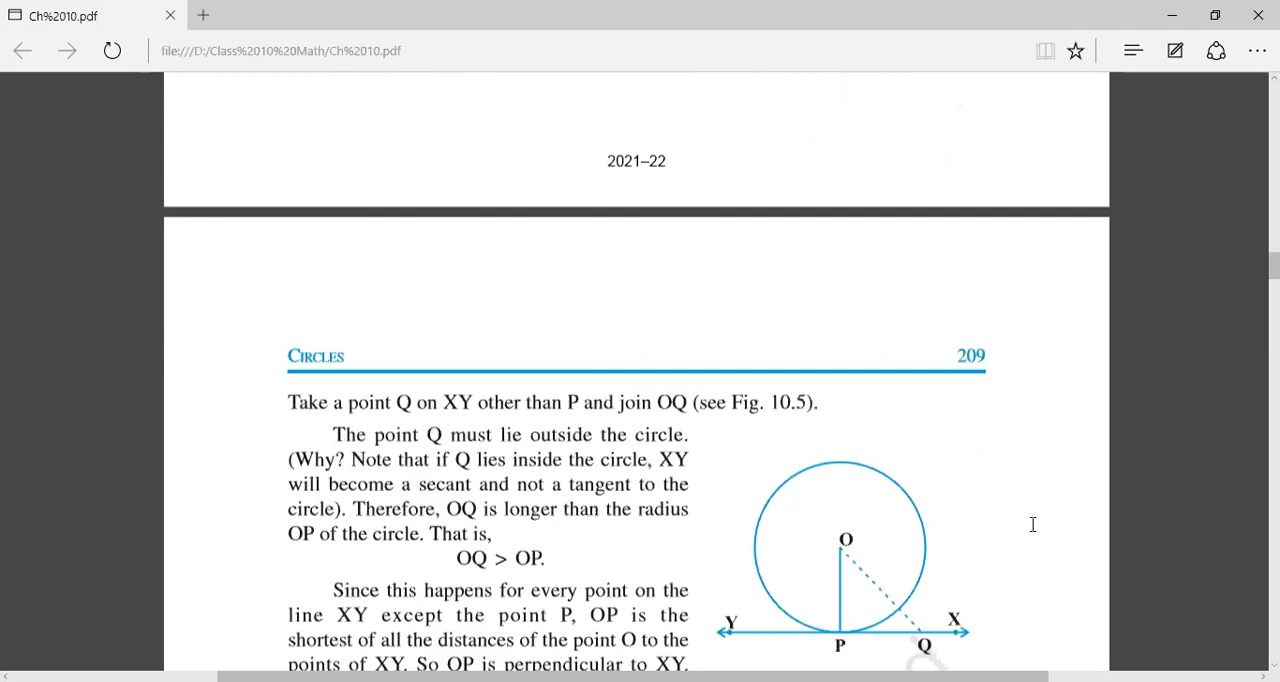 Ch%2010.pdf
file:///D:/Class%2010%20Math/Ch%2010.pdf
2021–22
CIRCLES 209
Take a point Q on XY other than P and join OQ (see Fig. 10.5).
The point Q must lie outside the circle.
(Why? Note that if Q lies inside the circle, XY
will become a secant and not a tangent to the
circle). Therefore, OQ is longer than the radius
OP of the circle. That is,
OQ > OP.
Since this happens for every point on the
line XY except the point P, OP is the
shortest of all the distances of the point O to the
points of XY. So OP is perpendicular to XY.
O
Y X
P Q